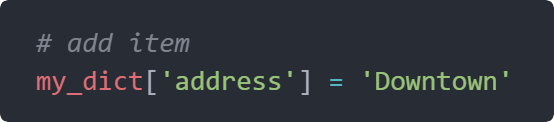 # add item
my_dict['address'] = 'Downtown'